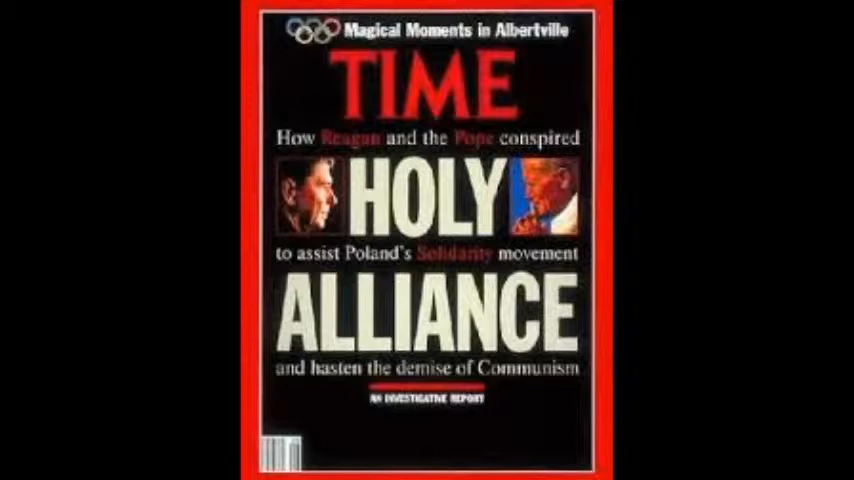 Magical Moments in Albertville
TIME
How Reagan and the Pope conspired
HOLY
to assist Poland's Solidarity movement
ALLIANCE
and hasten the demise of Communism
AN INVESTIGATIVE REPORT